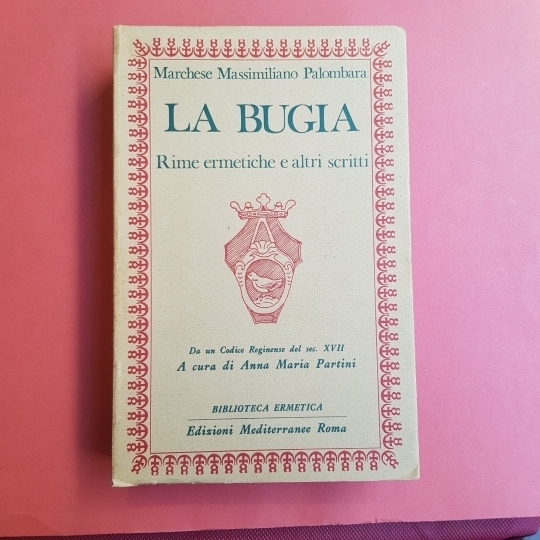 Marchese Massimiliano Palombara
LA BUGIA
Rime ermetiche e altri scritti
Da un Codice Reginense del sec. XVII
A cura di Anna Maria Partini
BIBLIOTECA ERMETICA
Edizioni Mediterranee Roma